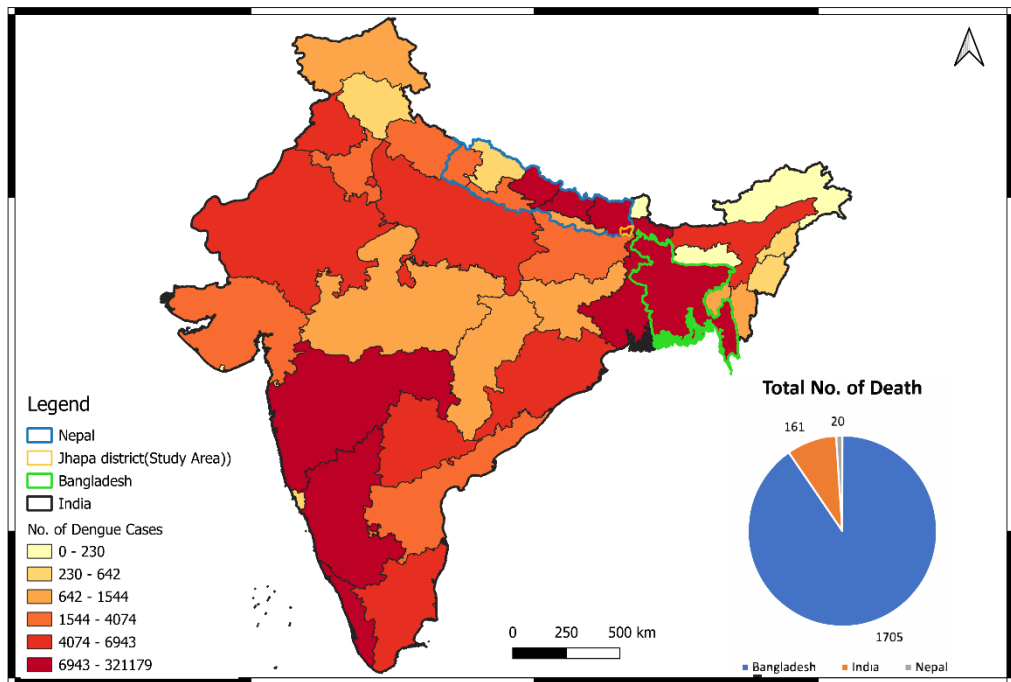 Legend
Nepal
Jhapa district(Study Area))
Bangladesh
India
No. of Dengue Cases
0 - 230
230 - 642
642 - 1544
1544 - 4074
4074 - 6943
6943 - 321179
0 250 500 km
Total No. of Death
161
20
1705
Bangladesh India Nepal